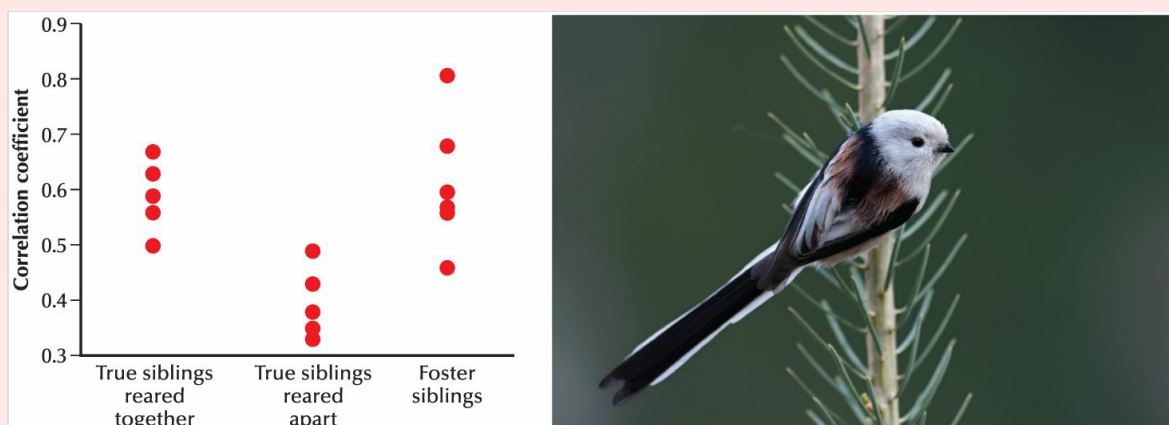 0.9
0.8
0.7
0.6
0.5
0.4
0.3
Correlation coefficient
True siblings
reared
together
True siblings
reared
apart
Foster
siblings